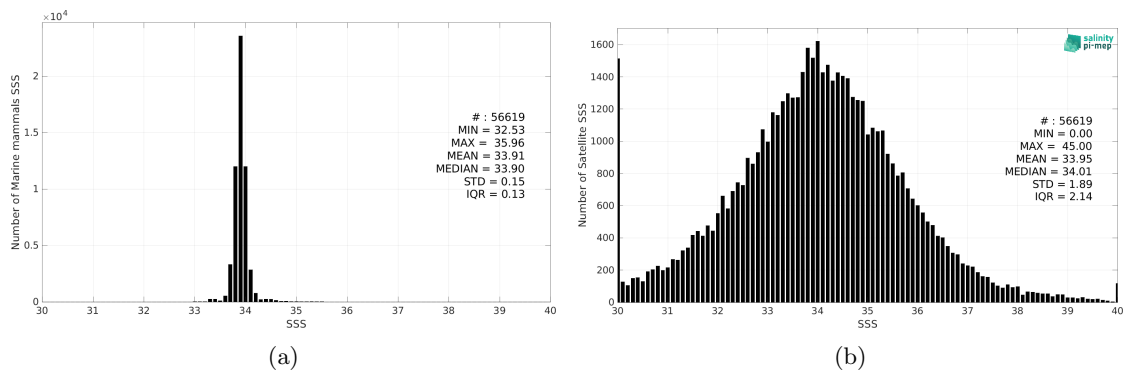 ×10⁴
2
1.5
1
0.5
0
Number of Marine mammals SSS
# : 56619
MIN = 32.53
MAX = 35.96
MEAN = 33.91
MEDIAN = 33.90
STD = 0.15
IQR = 0.13
30 31 32 33 34 35 36 37 38 39 40
SSS
(a)
1600
1400
1200
1000
800
600
400
200
0
Number of Satellite SSS
salinity
pi-mep
# : 56619
MIN = 0.00
MAX = 45.00
MEAN = 33.95
MEDIAN = 34.01
STD = 1.89
IQR = 2.14
30 31 32 33 34 35 36 37 38 39 40
SSS
(b)